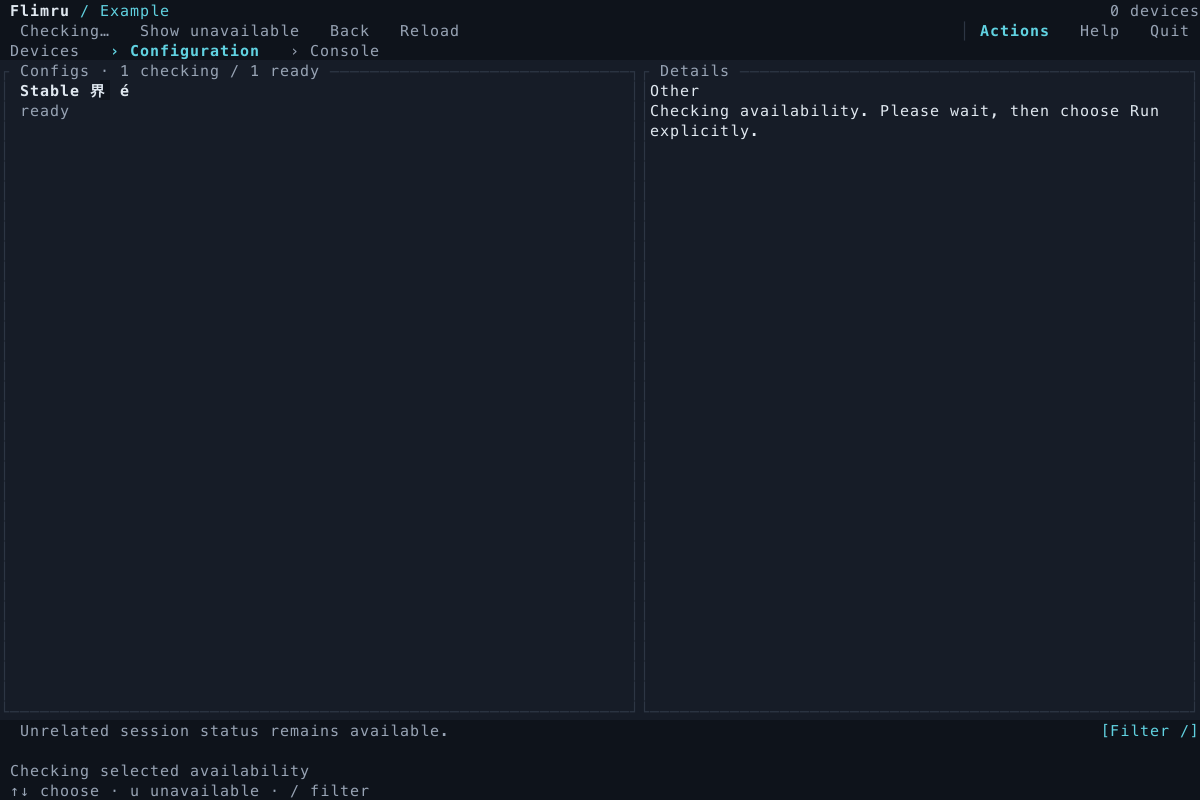 Flimru / Example 0 devices
Checking… Show unavailable Back Reload Actions Help Quit
Devices › Configuration › Console
Configs · 1 checking / 1 ready
Stable 界 é
ready
Details
Other
Checking availability. Please wait, then choose Run
explicitly.
Unrelated session status remains available. [Filter /]
Checking selected availability
↑↓ choose · u unavailable · / filter